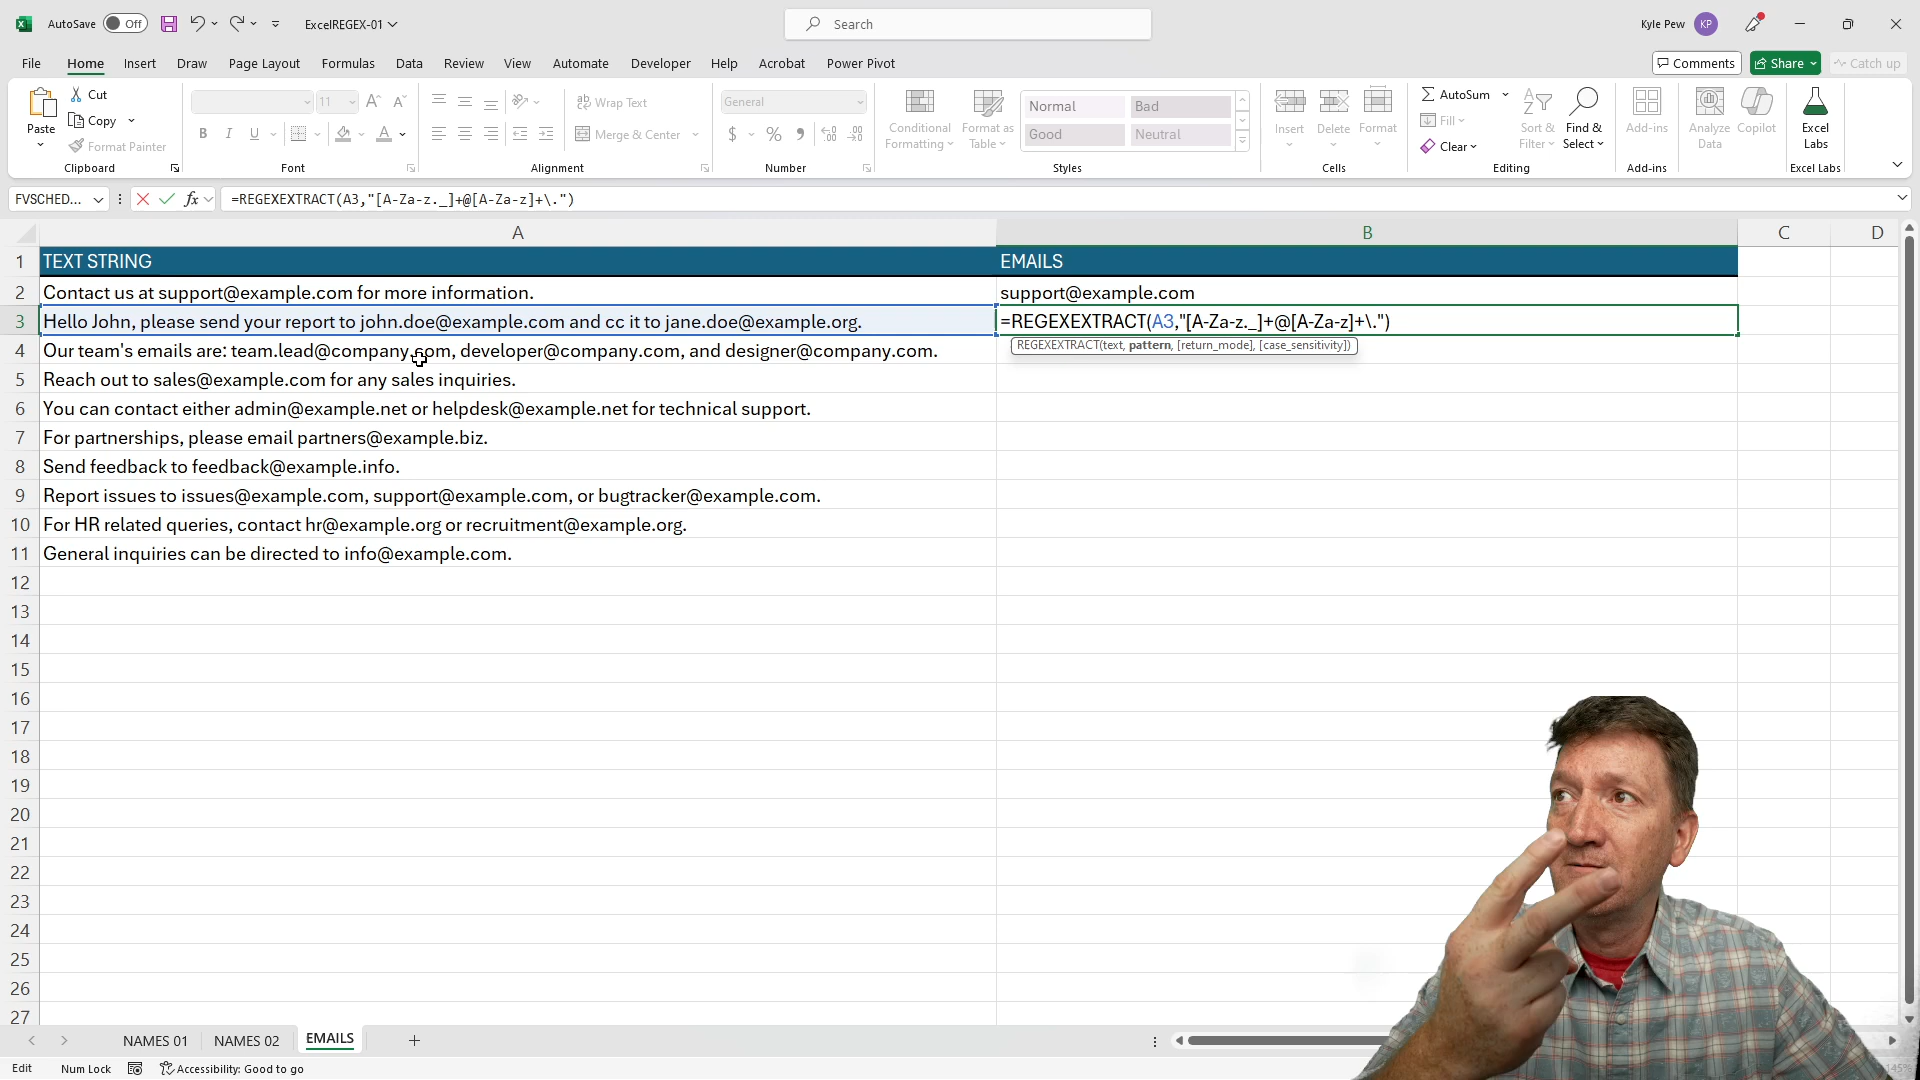 AutoSave Off ExcelREGEX-01 Search Kyle Pew KP
File Home Insert Draw Page Layout Formulas Data Review View Automate Developer Help Acrobat Power Pivot Comments Share Catch up
Paste Cut Copy Format Painter Clipboard
11 B I U A Font
Wrap Text Merge & Center Alignment
General $ % Number
Conditional Formatting Format as Table Normal Bad Good Neutral Styles
Insert Delete Format Cells
AutoSum Fill Clear Sort & Filter Find & Select Editing
Add-ins Add-ins
Analyze Data Copilot
Excel Labs Excel Labs
FVSCHED... fx =REGEXEXTRACT(A3,"[A-Za-z._]+@[A-Za-z]+\.")
A B C D
1 TEXT STRING EMAILS
2 Contact us at support@example.com for more information. support@example.com
3 Hello John, please send your report to john.doe@example.com and cc it to jane.doe@example.org. =REGEXEXTRACT(A3,"[A-Za-z._]+@[A-Za-z]+\.")
REGEXEXTRACT(text, pattern, [return_mode], [case_sensitivity])
4 Our team's emails are: team.lead@company.com, developer@company.com, and designer@company.com.
5 Reach out to sales@example.com for any sales inquiries.
6 You can contact either admin@example.net or helpdesk@example.net for technical support.
7 For partnerships, please email partners@example.biz.
8 Send feedback to feedback@example.info.
9 Report issues to issues@example.com, support@example.com, or bugtracker@example.com.
10 For HR related queries, contact hr@example.org or recruitment@example.org.
11 General inquiries can be directed to info@example.com.
12
13
14
15
16
17
18
19
20
21
22
23
24
25
26
27
NAMES 01 NAMES 02 EMAILS
Edit Num Lock Accessibility: Good to go 145%